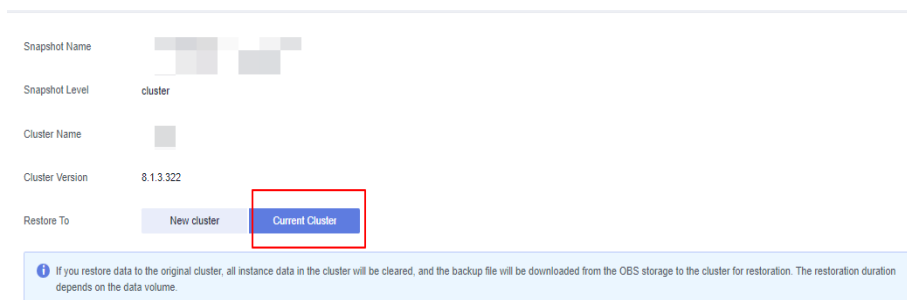 Snapshot Name
Snapshot Level cluster
Cluster Name
Cluster Version 8.1.3.322
Restore To New cluster Current Cluster
If you restore data to the original cluster, all instance data in the cluster will be cleared, and the backup file will be downloaded from the OBS storage to the cluster for restoration. The restoration duration
depends on the data volume.